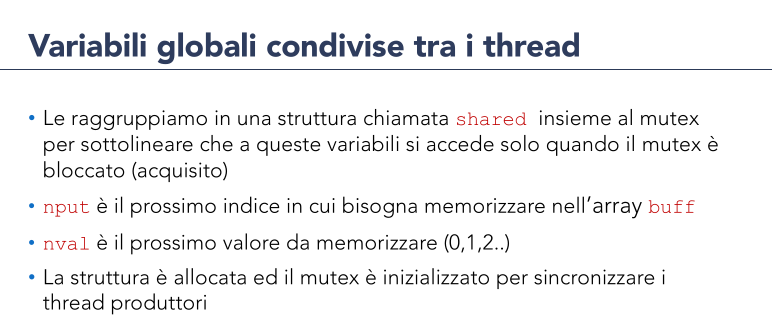 Variabili globali condivise tra i thread
• Le raggruppiamo in una struttura chiamata shared insieme al mutex
per sottolineare che a queste variabili si accede solo quando il mutex è
bloccato (acquisito)
• nput è il prossimo indice in cui bisogna memorizzare nell’array buff
• nval è il prossimo valore da memorizzare (0,1,2..)
• La struttura è allocata ed il mutex è inizializzato per sincronizzare i
thread produttori